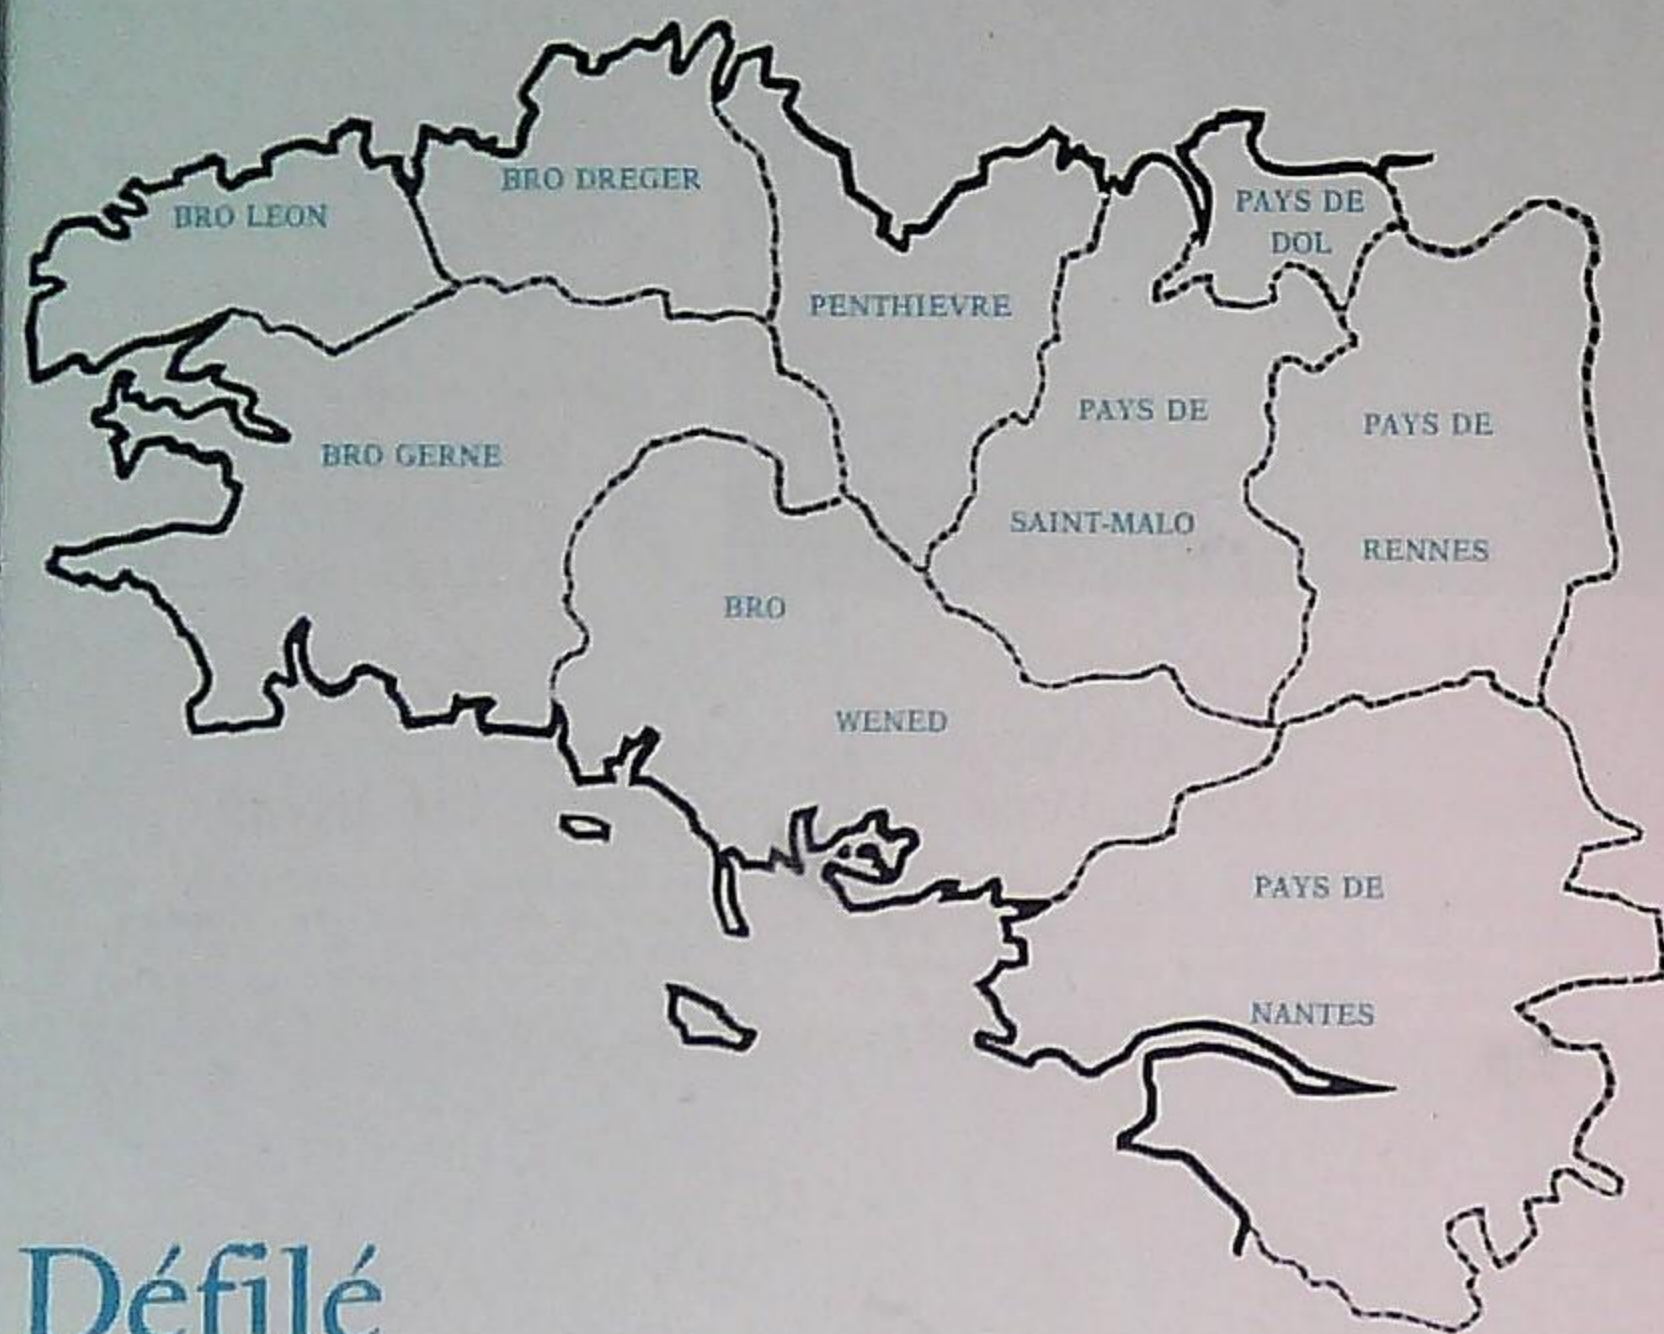 BRO DREGER
BRO LEON
PAYS DE
DOL
PENTHIEVRE
PAYS DE
SAINT-MALO
PAYS DE
RENNES
BRO GERNE
BRO
WENED
PAYS DE
NANTES
Défilé